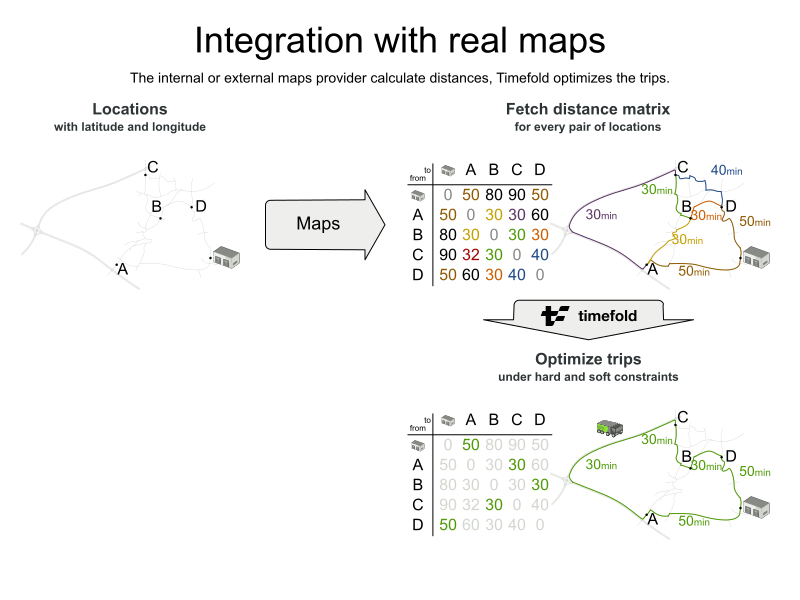 Integration with real maps
The internal or external maps provider calculate distances, Timefold optimizes the trips.
Locations
with latitude and longitude
C
B
D
A
Maps
Fetch distance matrix
for every pair of locations
to
from
A B C D
0 50 80 90 50
A 50 0 30 30 60
B 80 30 0 30 30
C 90 32 30 0 40
D 50 60 30 40 0
C
40min
30min
B
D
30min
30min
50min
30min
A
50min
timefold
Optimize trips
under hard and soft constraints
to
from
A B C D
0 50 80 90 50
A 50 0 30 30 60
B 80 30 0 30 30
C 90 32 30 0 40
D 50 60 30 40 0
C
30min
B
D
30min
30min
50min
A
50min